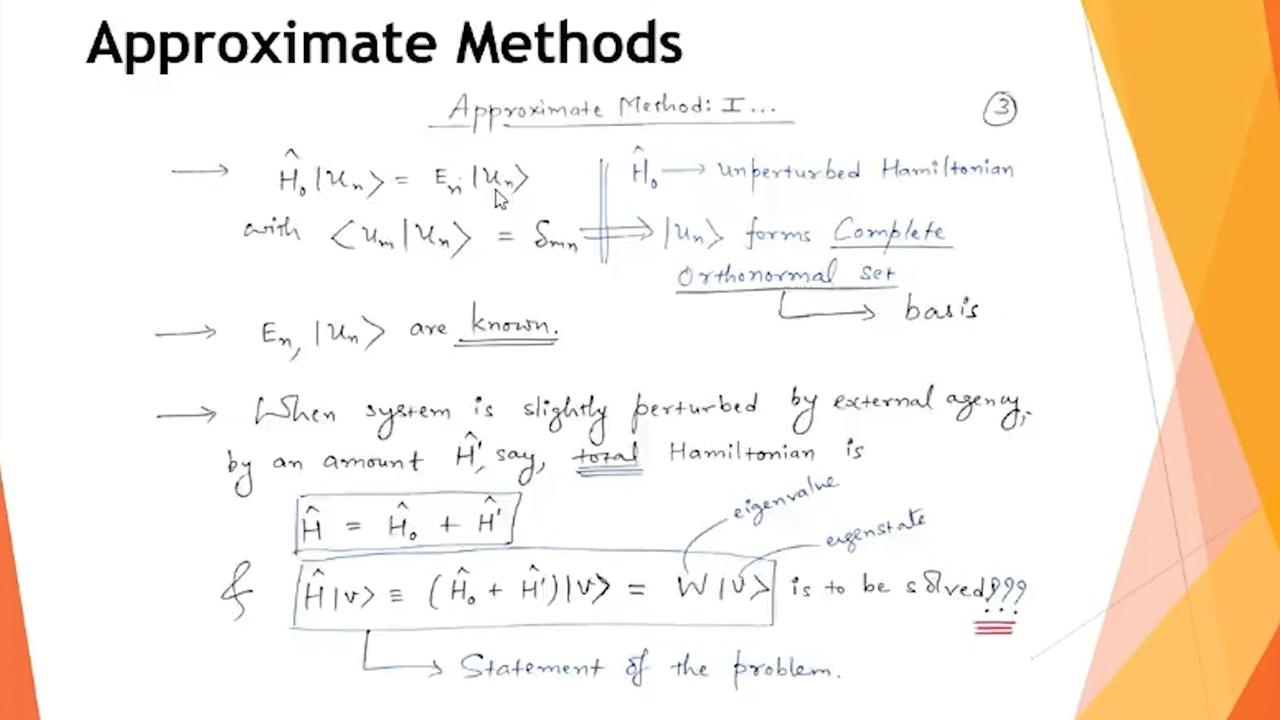 Approximate Methods
Approximate Method: I ... ③
→ Ĥ₀|uₙ⟩ = Eₙ|uₙ⟩ Ĥ₀ → unperturbed Hamiltonian
with ⟨uₘ|uₙ⟩ = δₘₙ ⟹ |uₙ⟩ forms Complete
Orthonormal set
→ basis
→ Eₙ, |uₙ⟩ are known.
→ When system is slightly perturbed by external agency,
by an amount Ĥ′, say, total Hamiltonian is
Ĥ = Ĥ₀ + Ĥ′
eigenvalue
eigenstate
& Ĥ|v⟩ ≡ (Ĥ₀ + Ĥ′)|v⟩ = W|v⟩ is to be solved???
→ Statement of the problem.